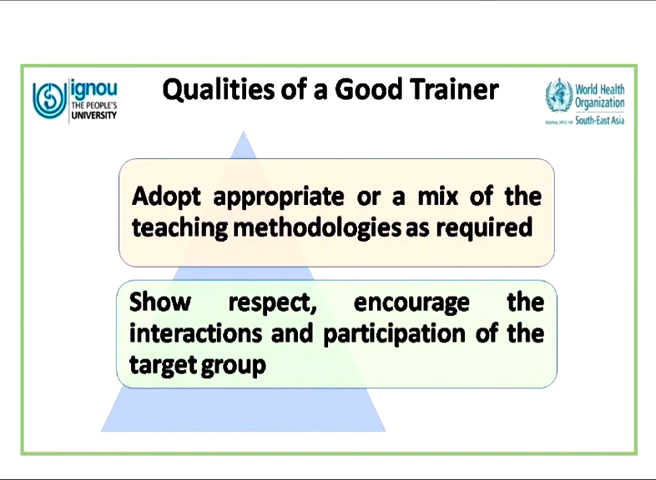 ignou
THE PEOPLE'S
UNIVERSITY
Qualities of a Good Trainer
World Health
Organization
South-East Asia
Adopt appropriate or a mix of the
teaching methodologies as required
Show respect, encourage the
interactions and participation of the
target group